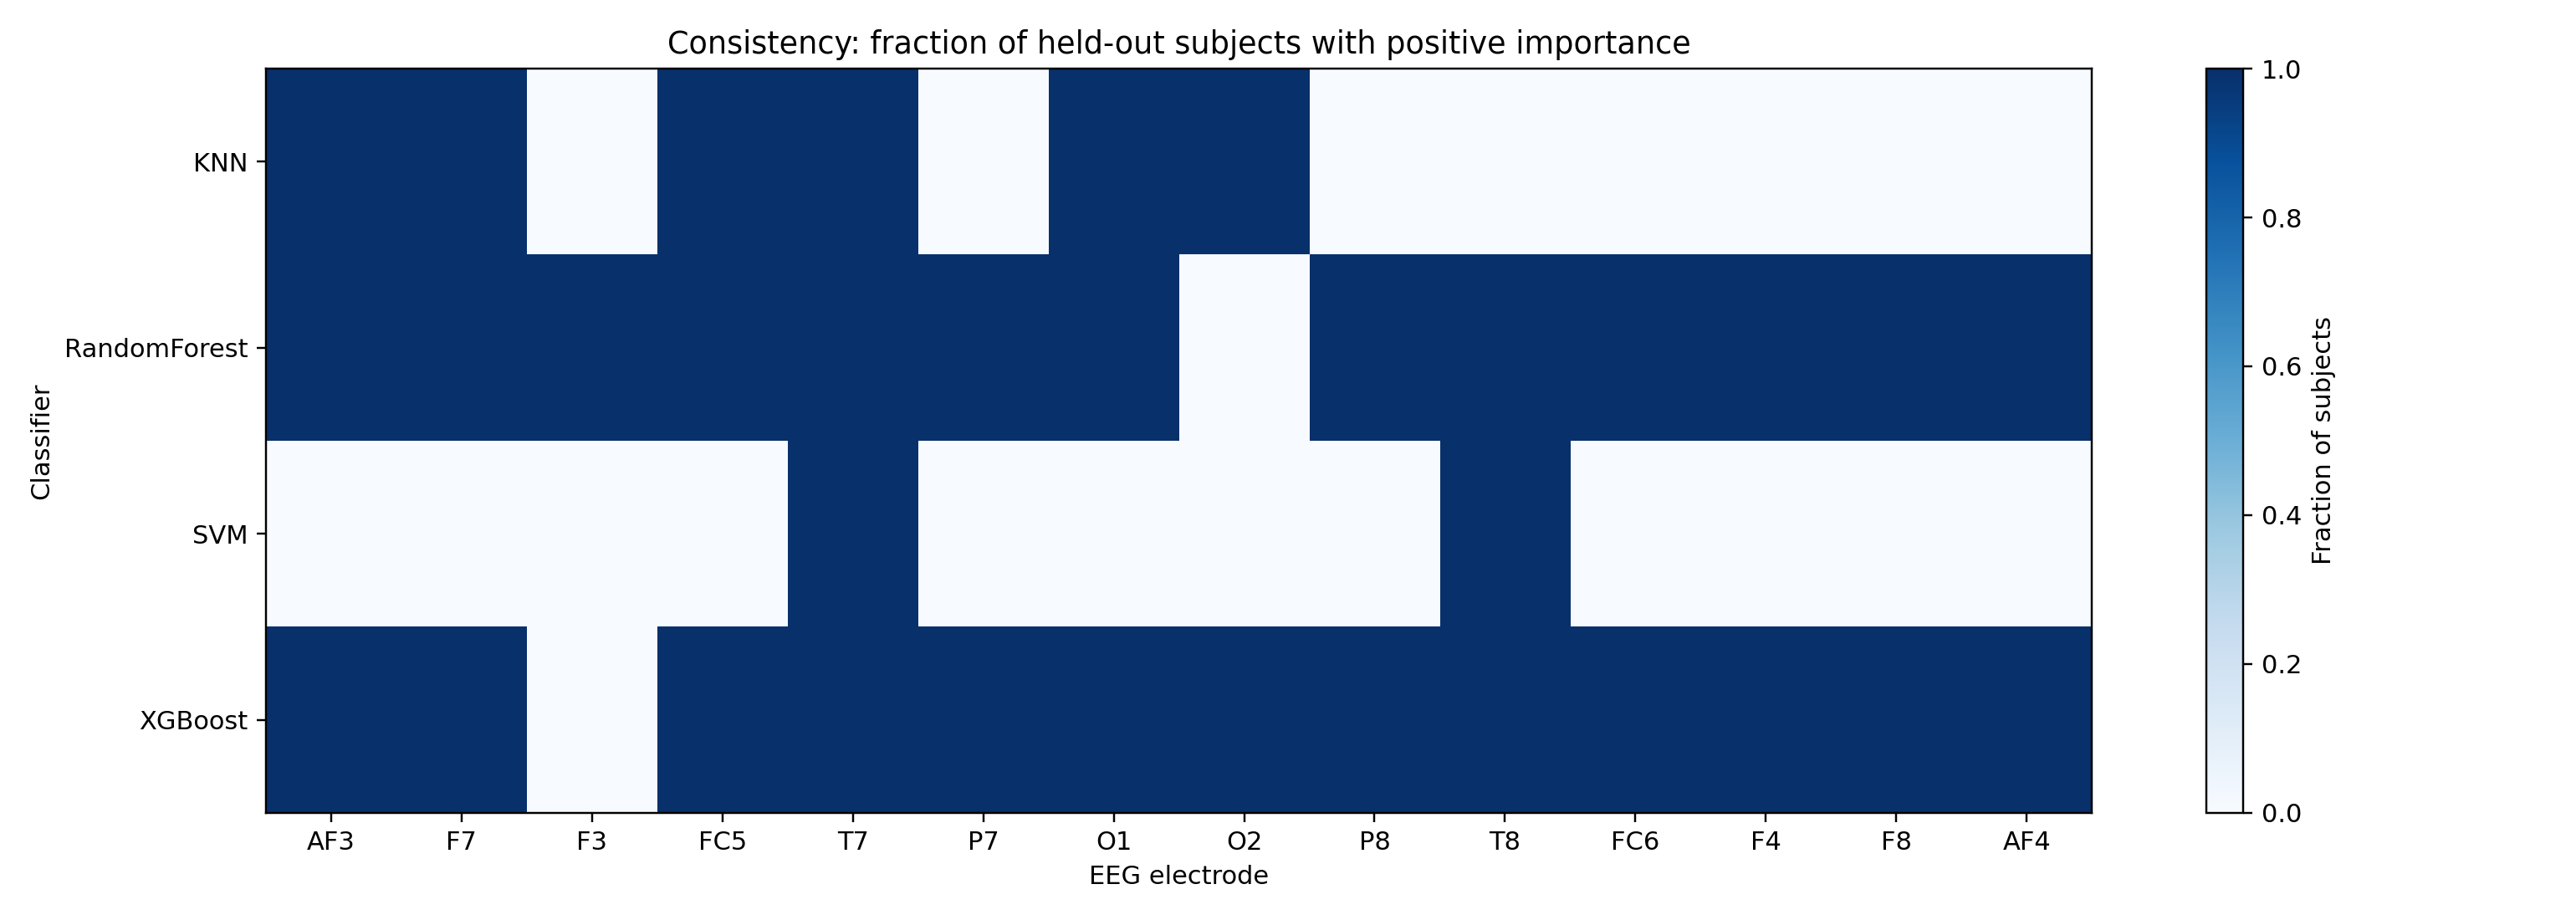 Consistency: fraction of held-out subjects with positive importance
Classifier
KNN
RandomForest
SVM
XGBoost
AF3 F7 F3 FC5 T7 P7 O1 O2 P8 T8 FC6 F4 F8 AF4
EEG electrode
1.0
0.8
0.6
0.4
0.2
0.0
Fraction of subjects